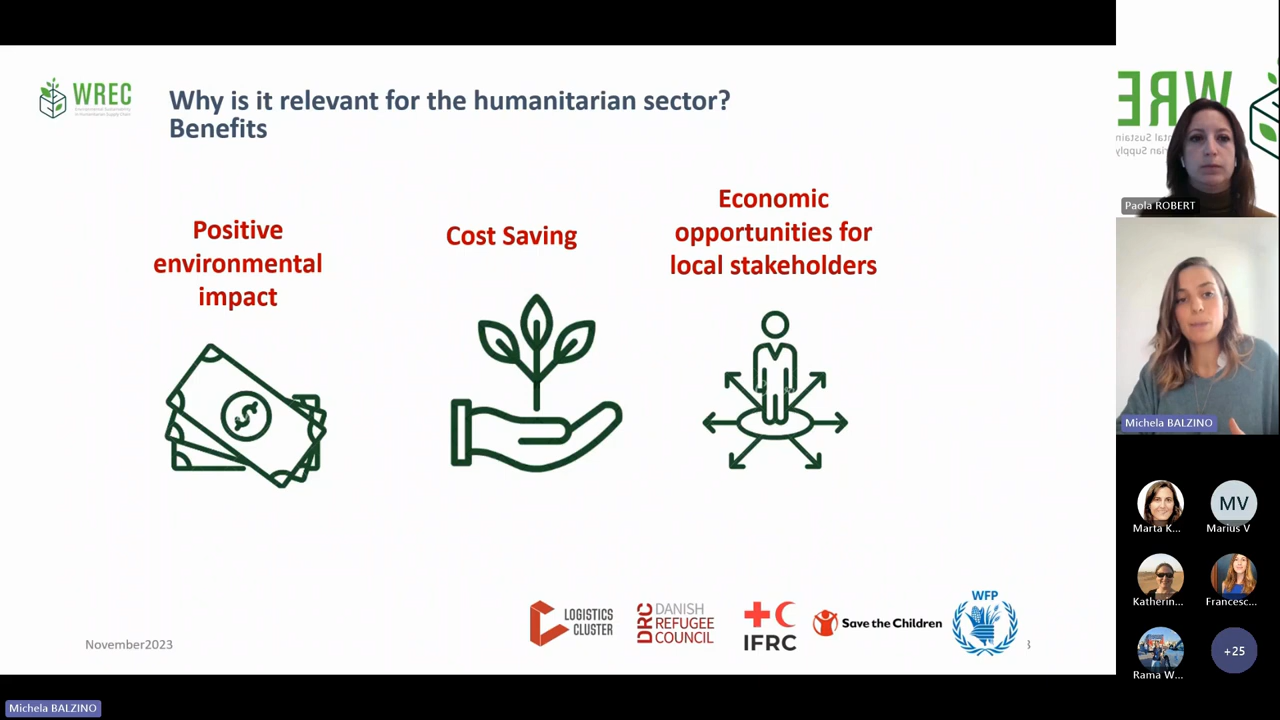 WREC
Why is it relevant for the humanitarian sector?
Benefits
Positive
environmental
impact
Cost Saving
Economic
opportunities for
local stakeholders
$
November2023
LOGISTICS
CLUSTER
DRC
DANISH
REFUGEE
COUNCIL
IFRC
Save the Children
WFP
Michela BALZINO
WRE
Paola ROBERT
Michela BALZINO
MV
Marta K...
Marius V
Katherin...
Francesc...
+25
Rama W...